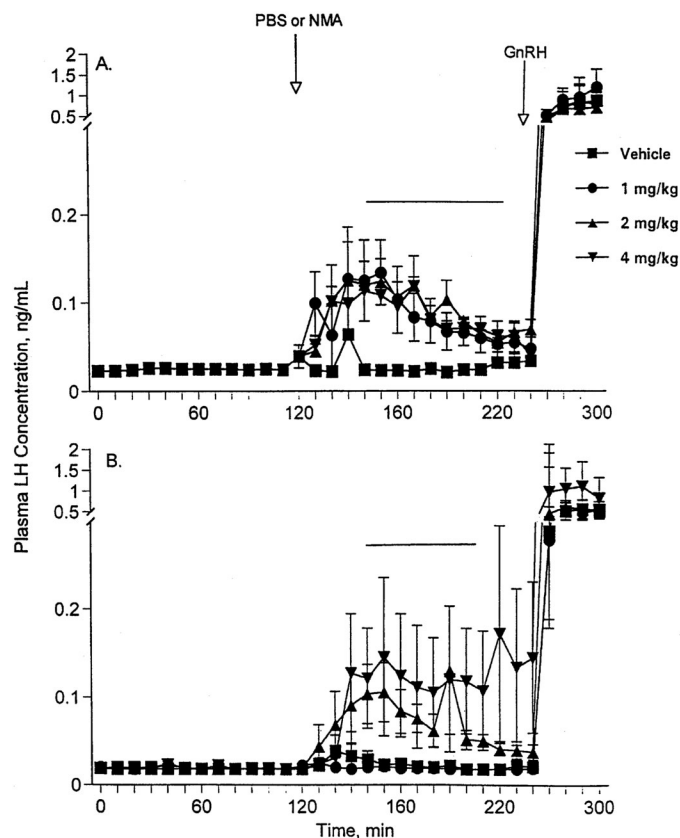 PBS or NMA
GnRH
A.
2
1.5
1
0.5
0.2
0.1
0
0 60 120 160 220 300
Vehicle
1 mg/kg
2 mg/kg
4 mg/kg
Plasma LH Concentration, ng/mL
B.
2
1.5
1
0.5
0.2
0.1
0
0 60 120 160 220 300
Time, min